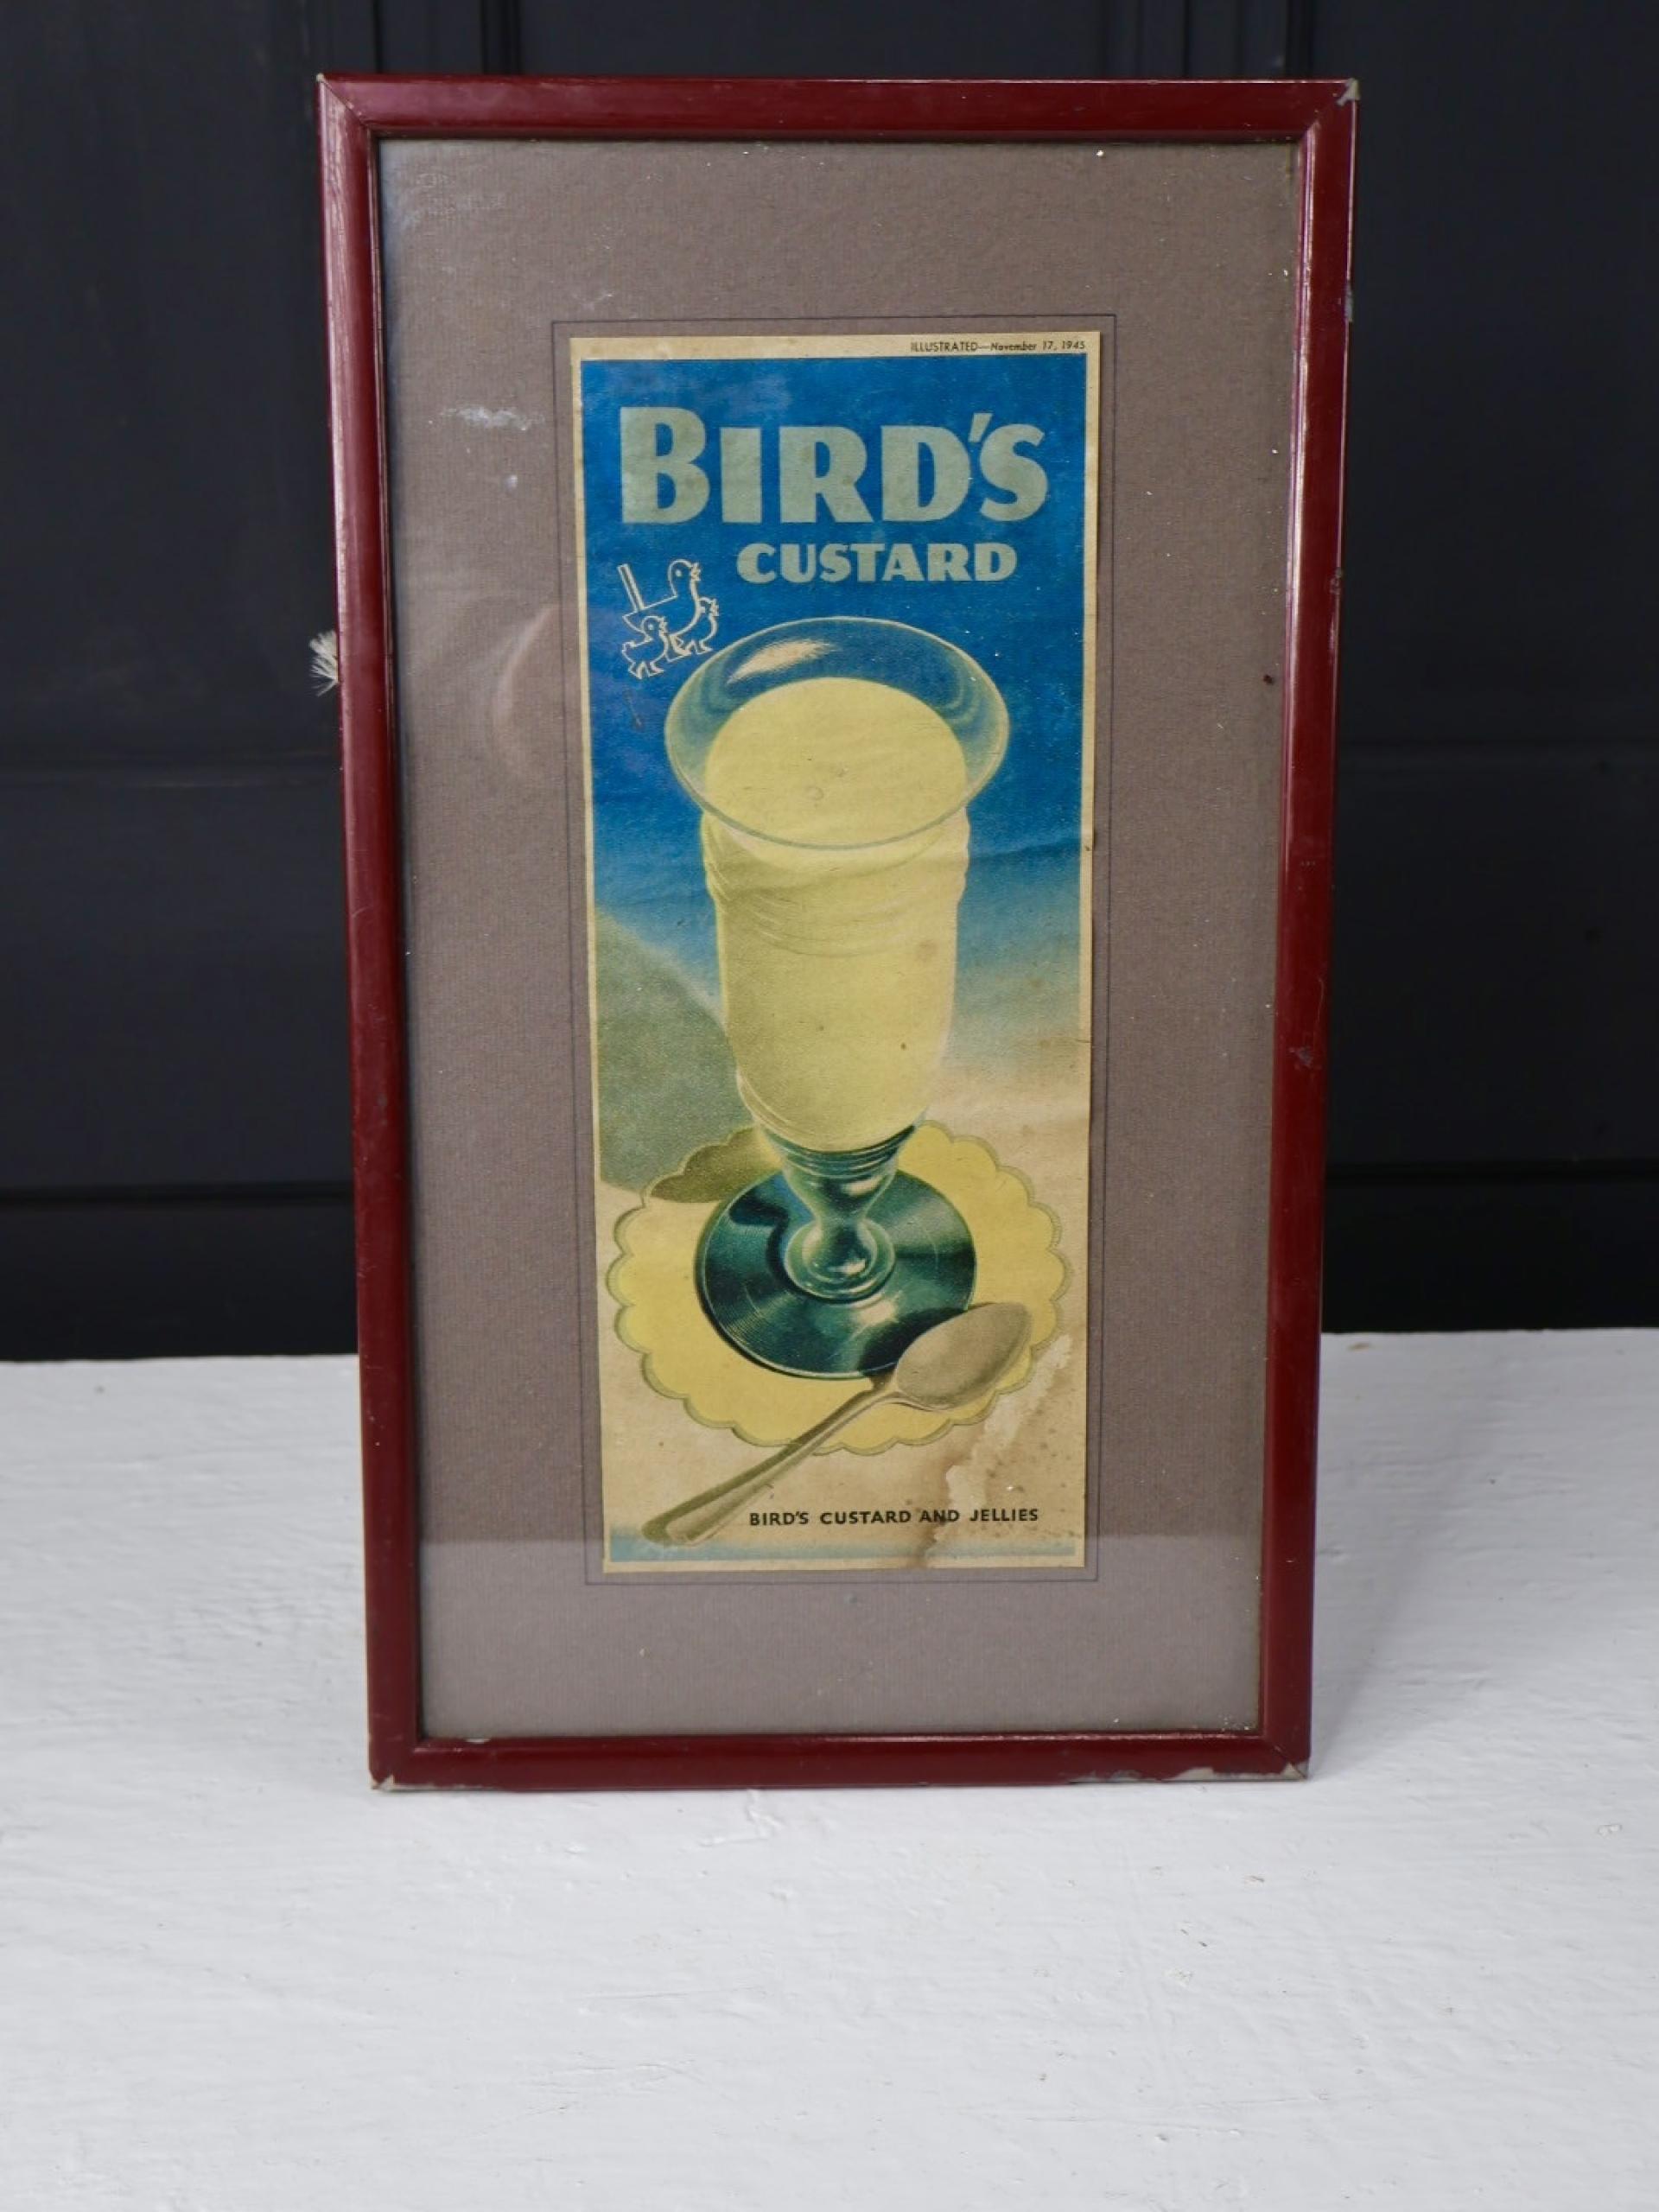 ILLUSTRATED—November 17, 1945
BIRD'S
CUSTARD
BIRD'S CUSTARD AND JELLIES